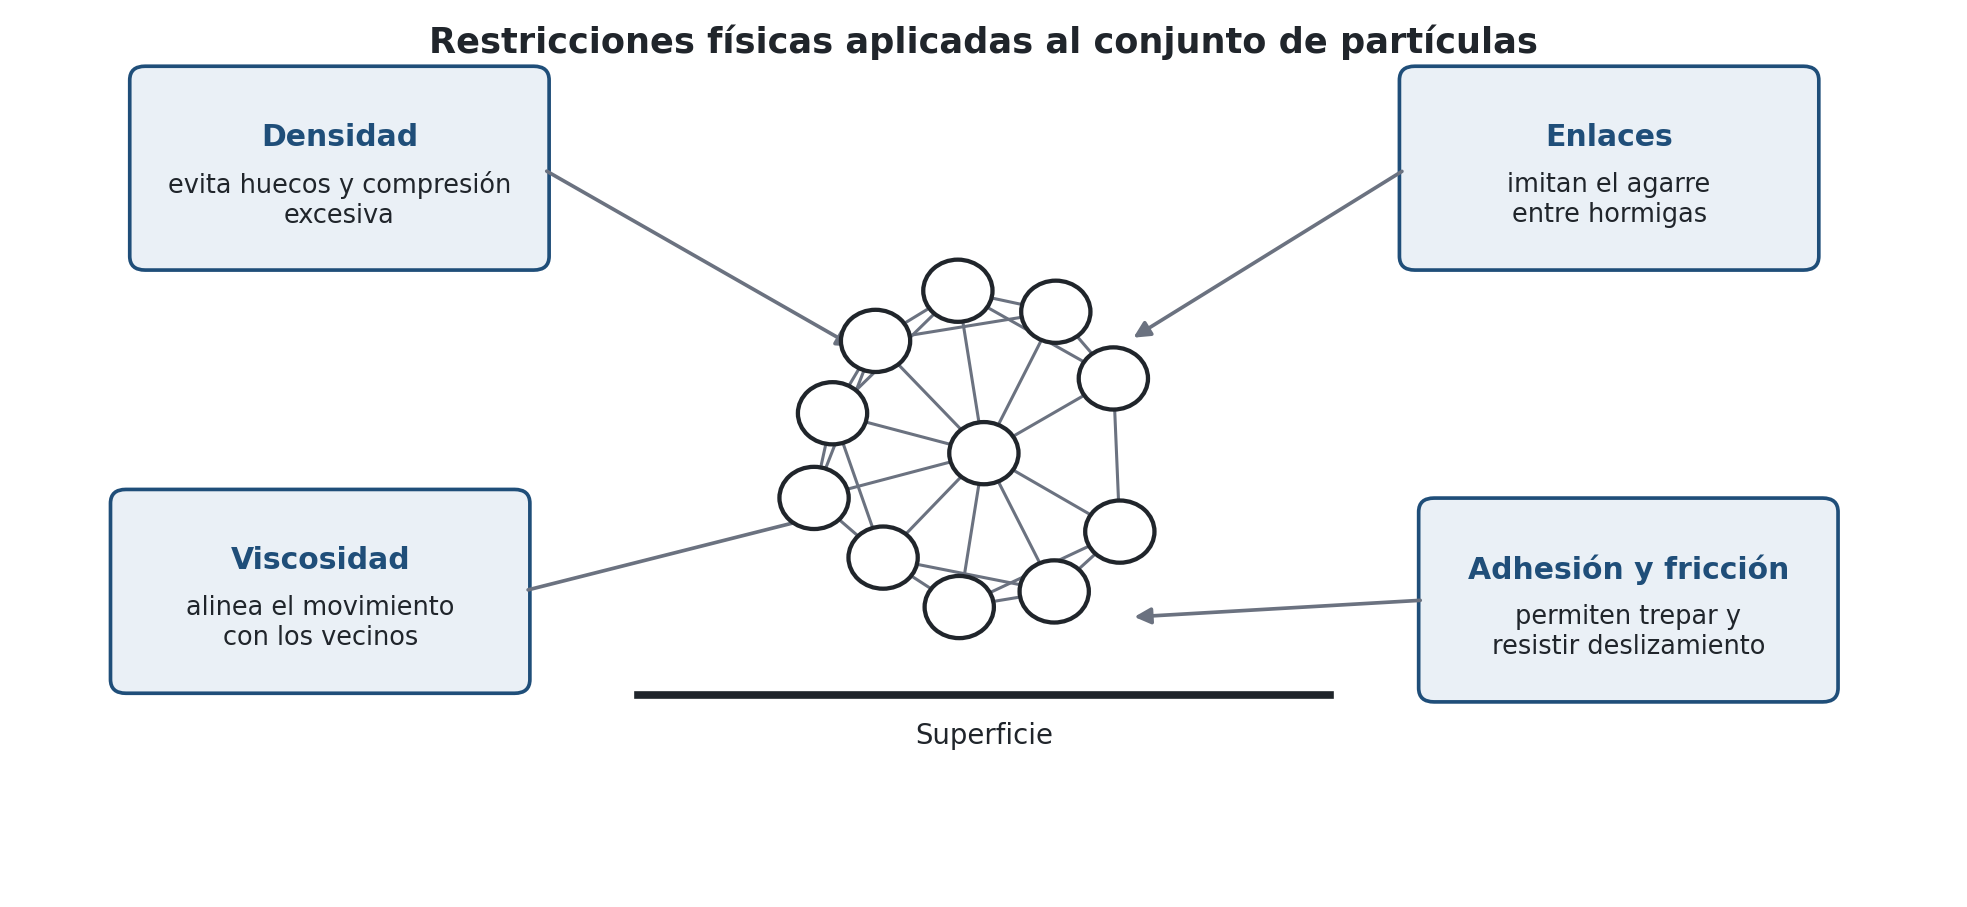 Restricciones físicas aplicadas al conjunto de partículas
Densidad
evita huecos y compresión
excesiva
Enlaces
imitan el agarre
entre hormigas
Viscosidad
alinea el movimiento
con los vecinos
Adhesión y fricción
permiten trepar y
resistir deslizamiento
Superficie